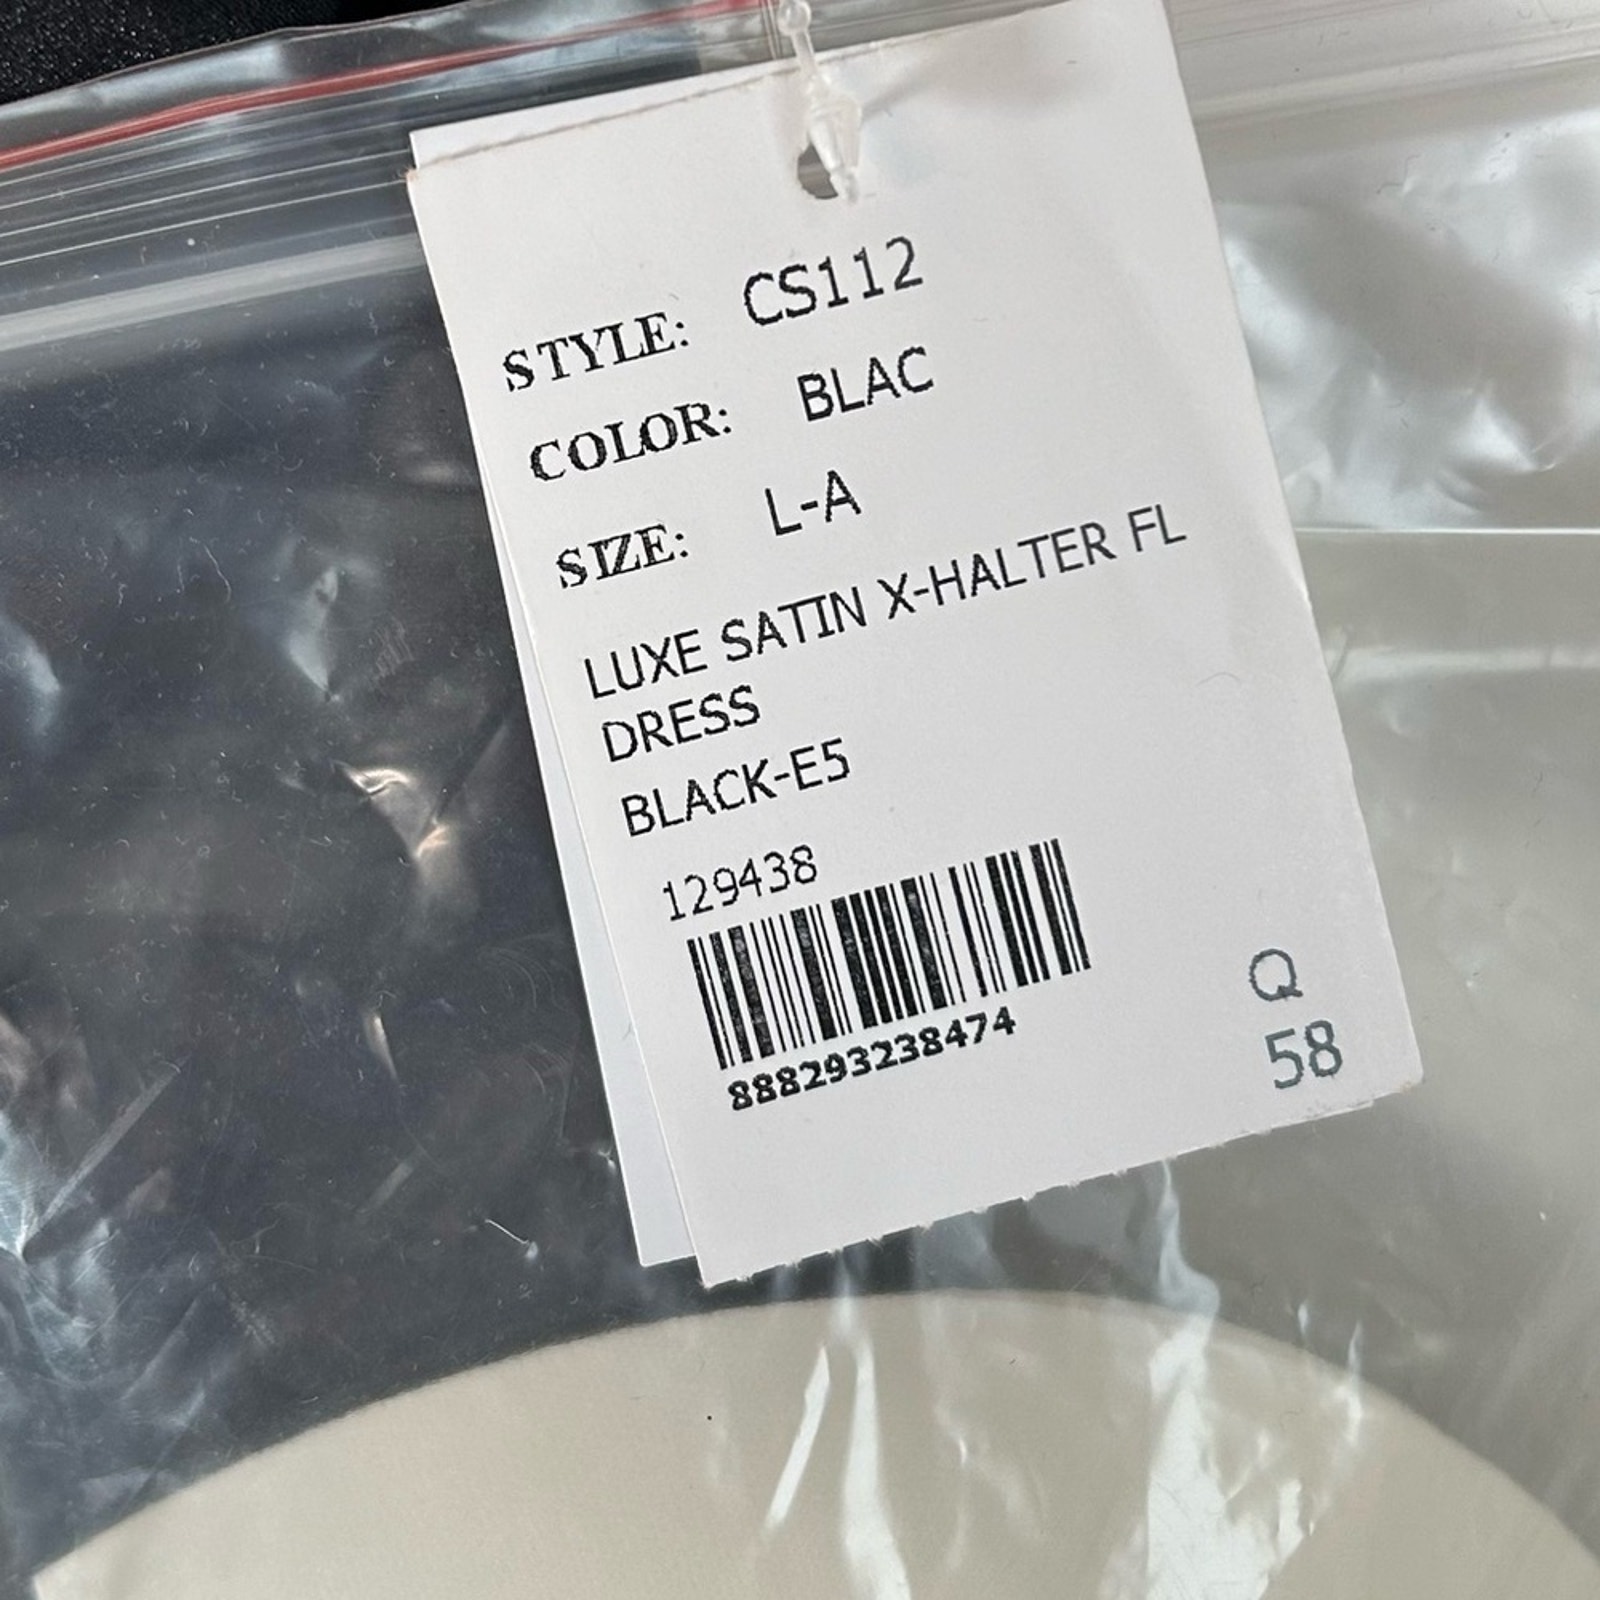 STYLE: CS112
COLOR: BLAC
SIZE: L-A
LUXE SATIN X-HALTER FL
DRESS
BLACK-E5
129438
888293238474
Q
58